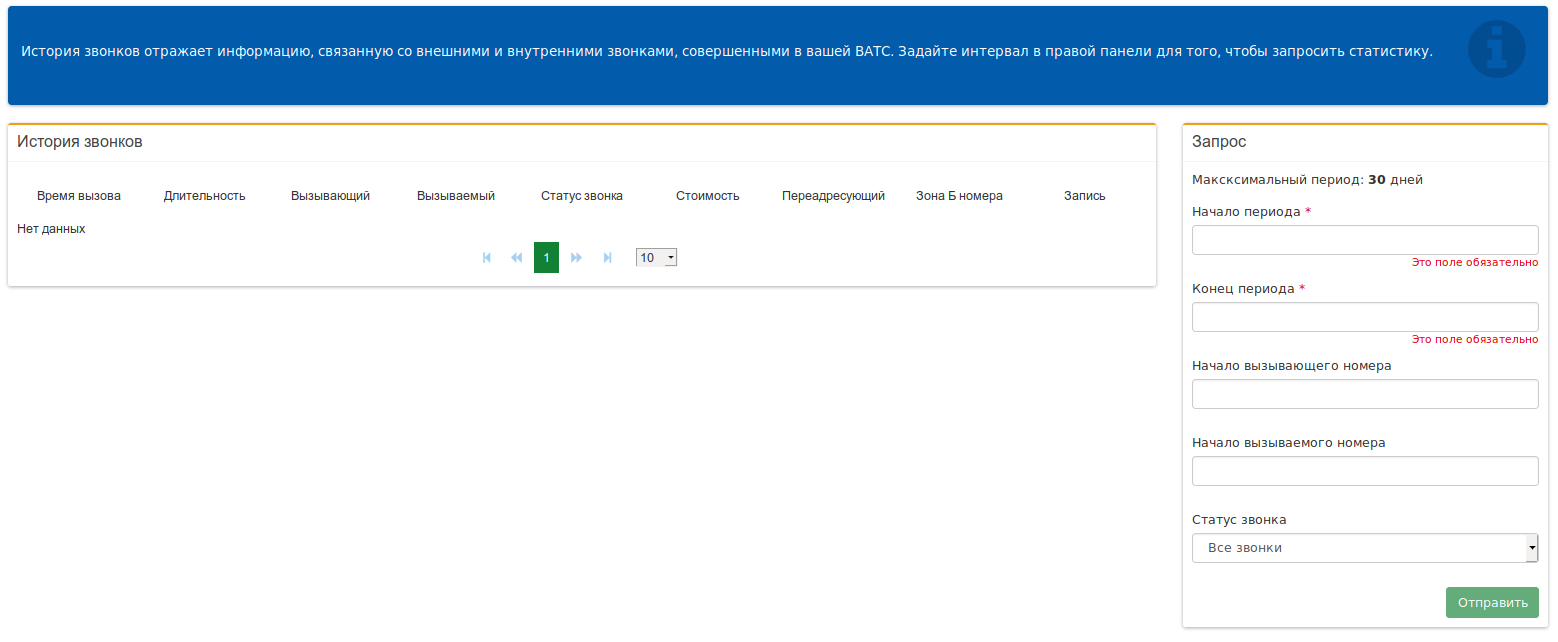 История звонков отражает информацию, связанную со внешними и внутренними звонками, совершенными в вашей ВАТС. Задайте интервал в правой панели для того, чтобы запросить статистику.
История звонков
Время вызова Длительность Вызывающий Вызываемый Статус звонка Стоимость Переадресующий Зона Б номера Запись
Нет данных
1 10
Запрос
Макcксимальный период: 30 дней
Начало периода *
Это поле обязательно
Конец периода *
Это поле обязательно
Начало вызывающего номера
Начало вызываемого номера
Статус звонка
Все звонки
Отправить